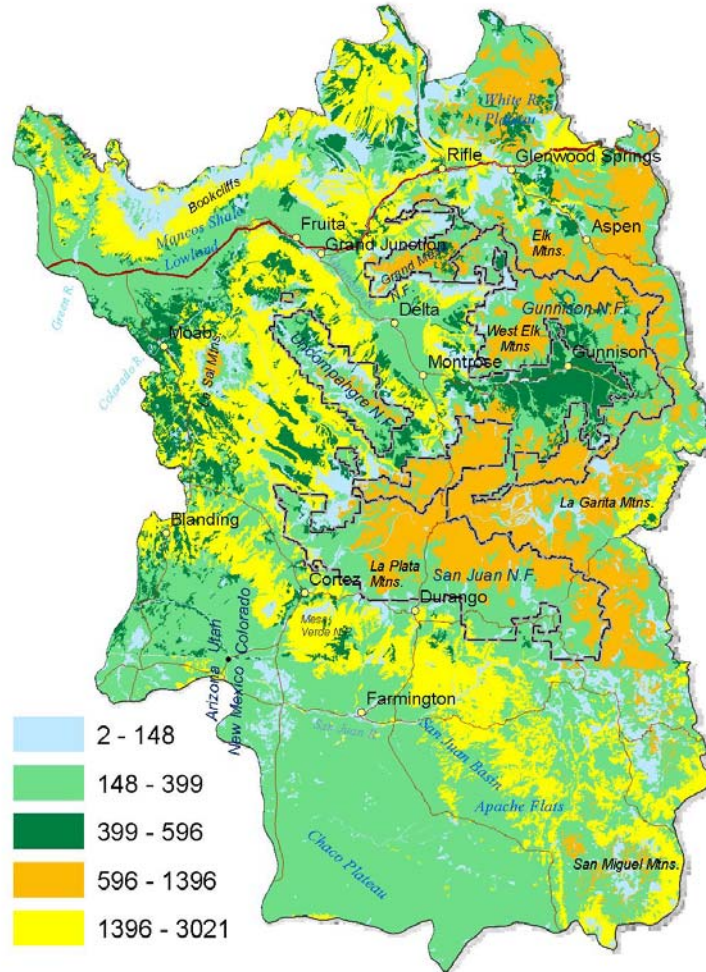 White R.
Plateau
Rifle
Glenwood Springs
Bookcliffs
Mancos Shale
Lowland
Fruita
Grand Junction
Elk
Mtns.
Aspen
Grand
N.F.
Gunnison N.F.
Green R.
Delta
West Elk
Mtns
Gunnison
Moab
La Sal Mtns.
Uncompahgre N.F.
Montrose
Colorado R.
La Garita Mtns.
Blanding
La Plata
Mtns.
San Juan N.F.
Cortez
Durango
Mesa
Verde N.P.
Utah
Colorado
Arizona
New Mexico
Farmington
San Juan R.
San Juan Basin
Apache Flats
Chaco Plateau
San Miguel Mtns.
2 - 148
148 - 399
399 - 596
596 - 1396
1396 - 3021